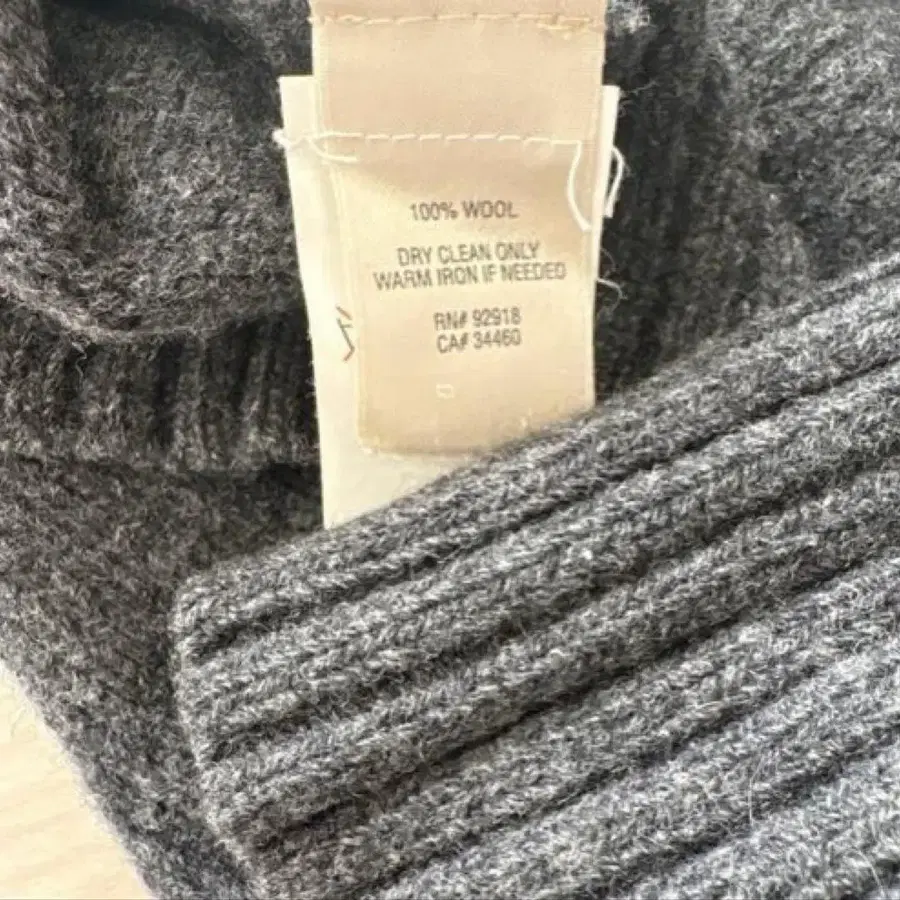 100% WOOL
DRY CLEAN ONLY
WARM IRON IF NEEDED
RN# 92918
CA# 34460